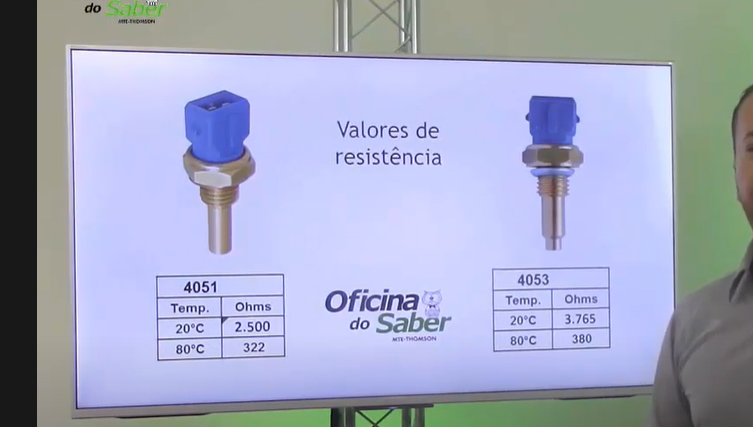 do Saber
MTE-THOMSON
Valores de
resistência
4051
Temp. Ohms
20°C 2.500
80°C 322
Oficina
do Saber
MTE-THOMSON
4053
Temp. Ohms
20°C 3.765
80°C 380